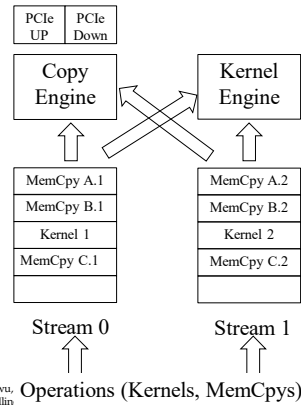 PCIe
UP
PCIe
Down
Copy
Engine
Kernel
Engine
MemCpy A.1
MemCpy B.1
Kernel 1
MemCpy C.1
MemCpy A.2
MemCpy B.2
Kernel 2
MemCpy C.2
Stream 0
Stream 1
Operations (Kernels, MemCpys)